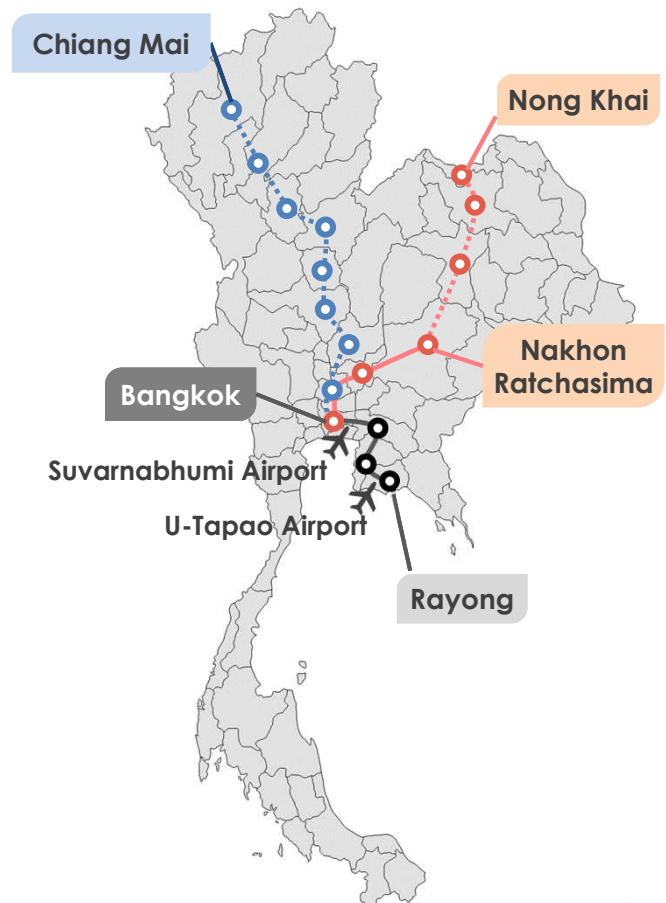 Chiang Mai
Nong Khai
Nakhon
Ratchasima
Bangkok
Suvarnabhumi Airport
U-Tapao Airport
Rayong